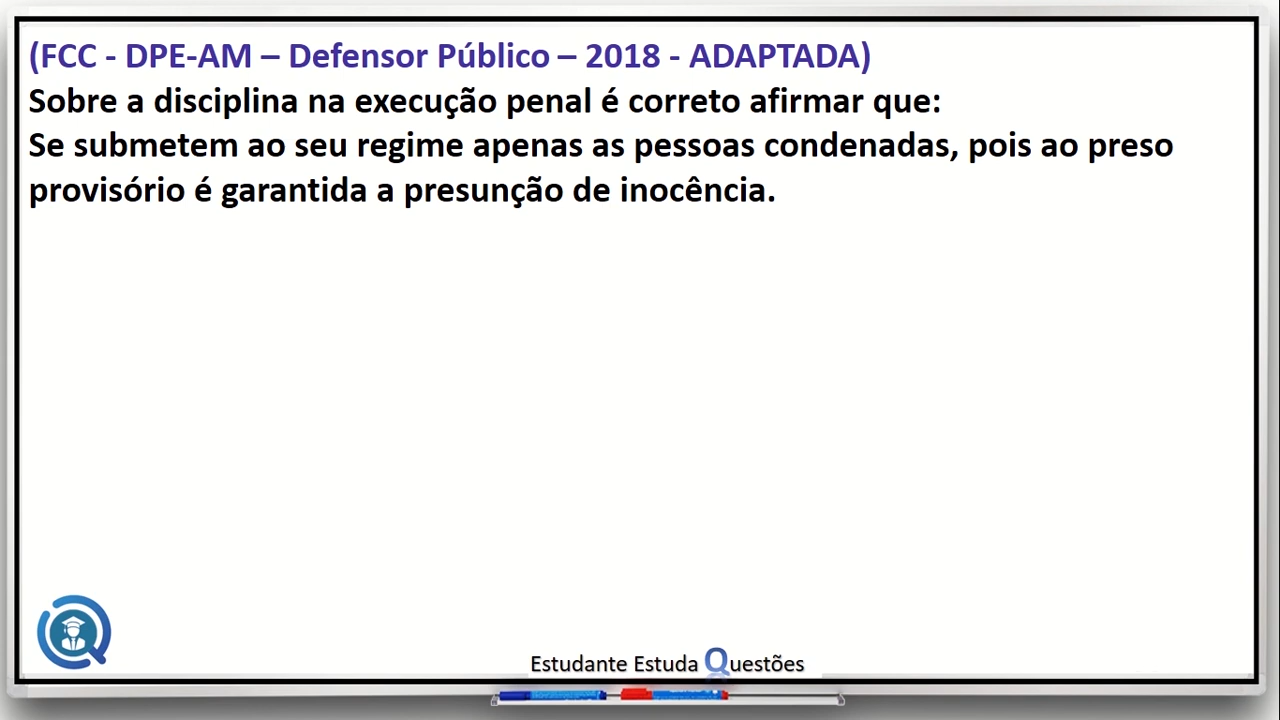 (FCC - DPE-AM – Defensor Público – 2018 - ADAPTADA)
Sobre a disciplina na execução penal é correto afirmar que:
Se submetem ao seu regime apenas as pessoas condenadas, pois ao preso
provisório é garantida a presunção de inocência.
Estudante Estuda Questões